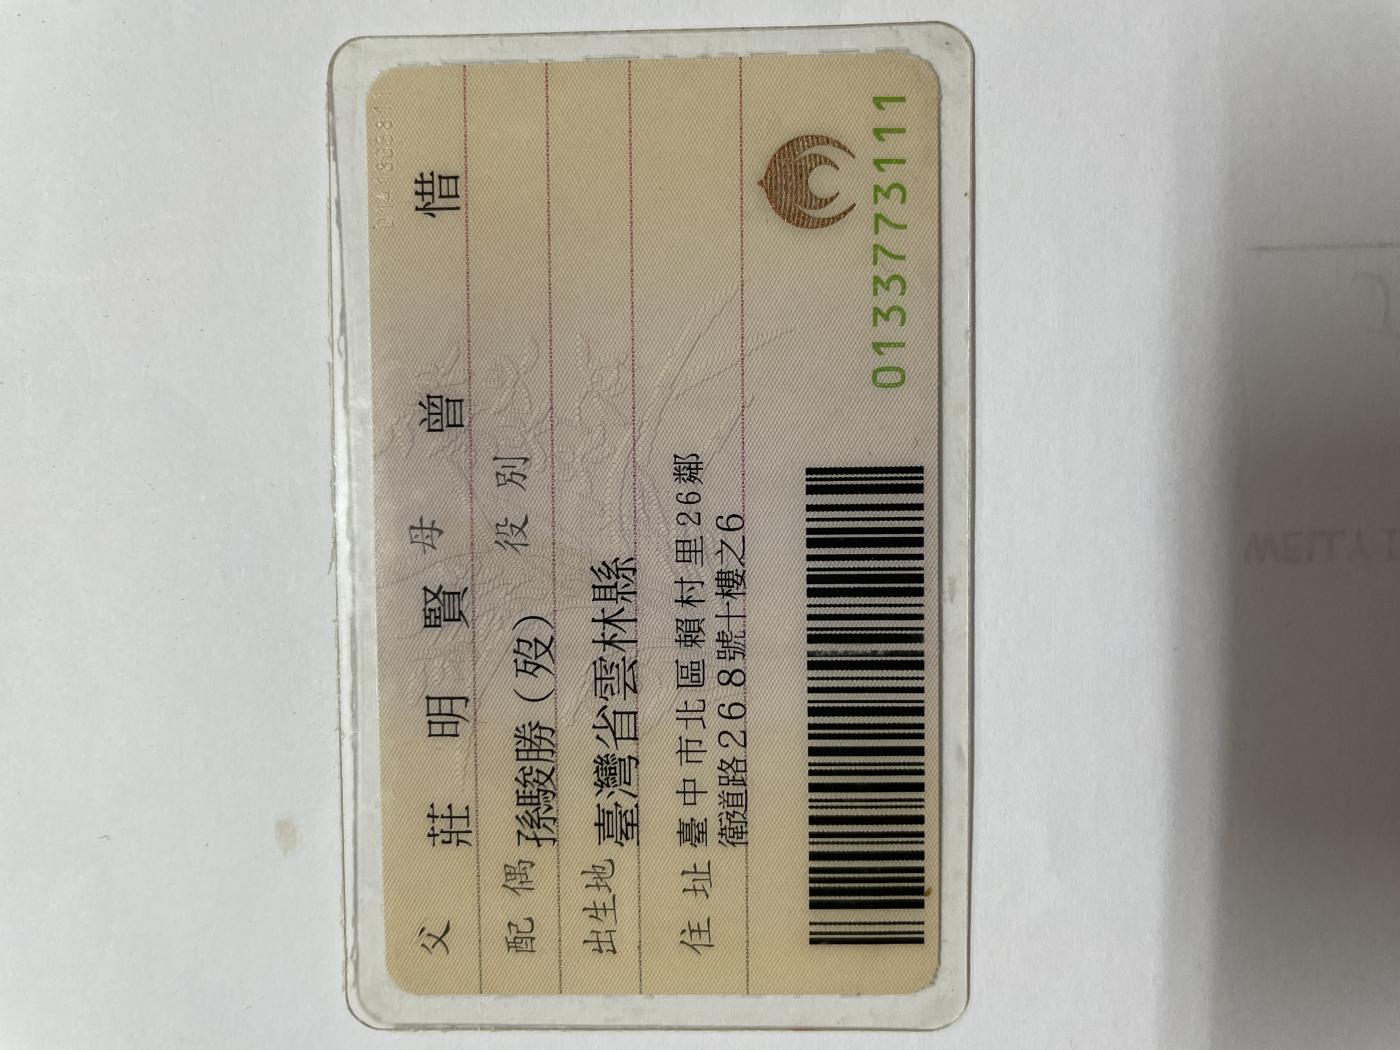 父 莊明賢 母 曾惜
配偶 孫駿勝（歿） 役別
出生地 臺灣省雲林縣
住址 臺中市北區賴村里26鄰
衛道路268號十樓之6
0133773111